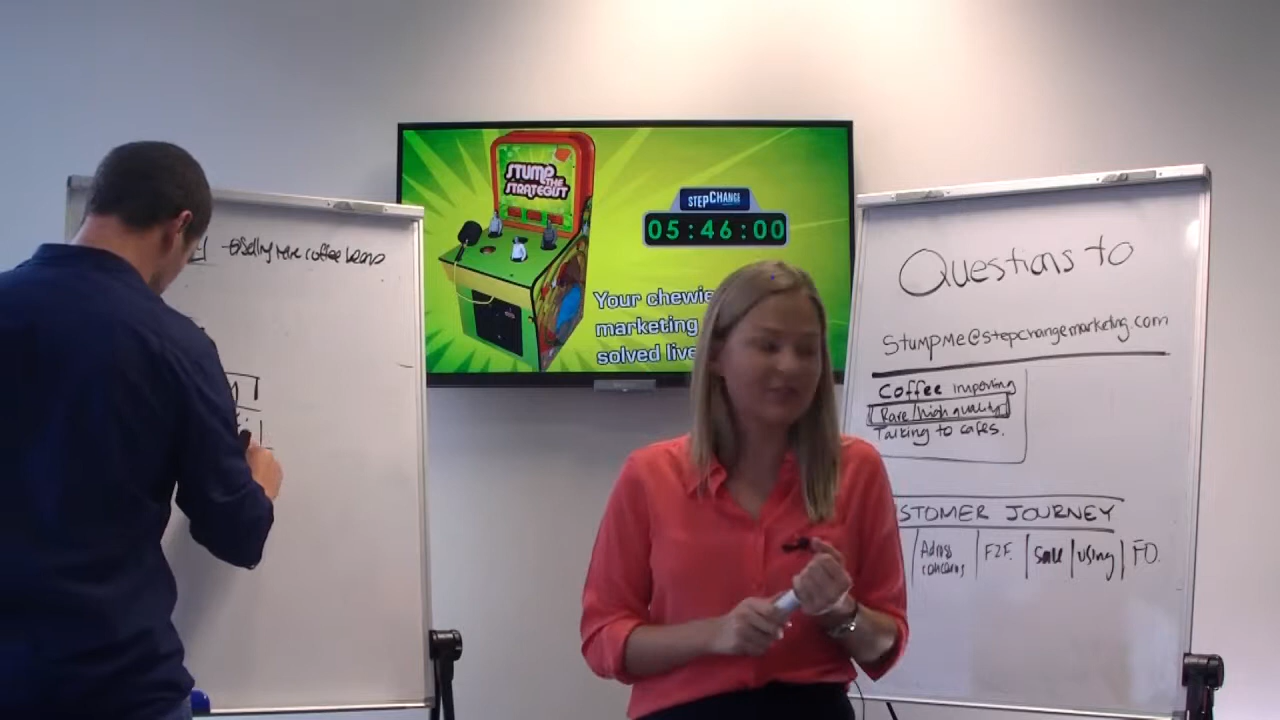 Selling rare coffee beans
STUMP
THE
STRATEGIST
STEPCHANGE
05:46:00
Your chewie
marketing
solved live
Questions to
stumpme@stepchangemarketing.com
Coffee importing
Rare/high quality
Talking to cafes.
STOMER JOURNEY
Adress
concerns
F2F.
Sale
using
FO.